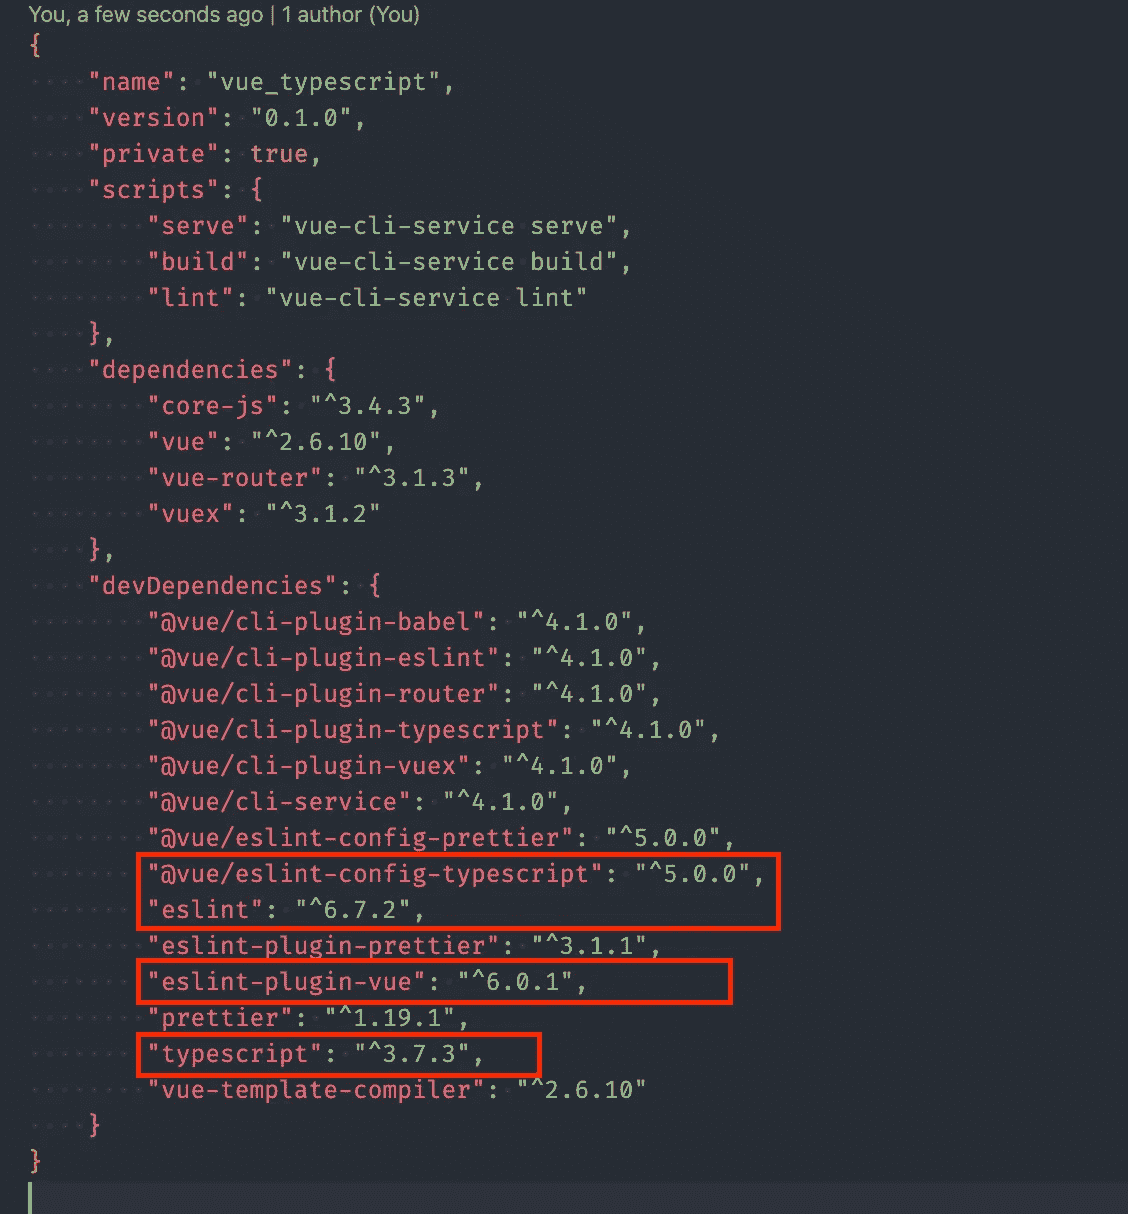 You, a few seconds ago | 1 author (You)
{
    "name": "vue_typescript",
    "version": "0.1.0",
    "private": true,
    "scripts": {
        "serve": "vue-cli-service serve",
        "build": "vue-cli-service build",
        "lint": "vue-cli-service lint"
    },
    "dependencies": {
        "core-js": "^3.4.3",
        "vue": "^2.6.10",
        "vue-router": "^3.1.3",
        "vuex": "^3.1.2"
    },
    "devDependencies": {
        "@vue/cli-plugin-babel": "^4.1.0",
        "@vue/cli-plugin-eslint": "^4.1.0",
        "@vue/cli-plugin-router": "^4.1.0",
        "@vue/cli-plugin-typescript": "^4.1.0",
        "@vue/cli-plugin-vuex": "^4.1.0",
        "@vue/cli-service": "^4.1.0",
        "@vue/eslint-config-prettier": "^5.0.0",
        "@vue/eslint-config-typescript": "^5.0.0",
        "eslint": "^6.7.2",
        "eslint-plugin-prettier": "^3.1.1",
        "eslint-plugin-vue": "^6.0.1",
        "prettier": "^1.19.1",
        "typescript": "^3.7.3",
        "vue-template-compiler": "^2.6.10"
    }
}